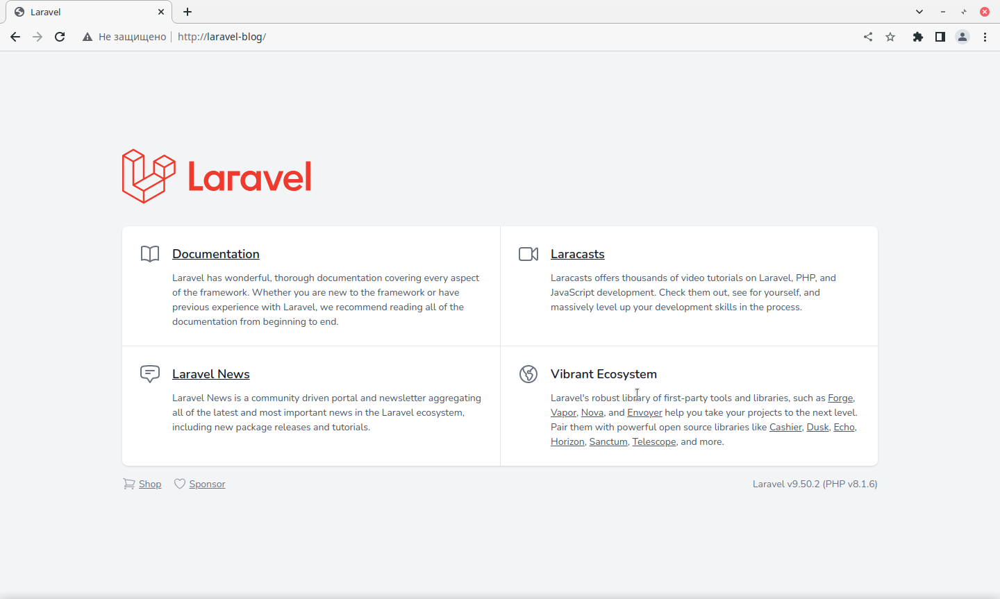 Laravel
Не защищено http://laravel-blog/
Laravel
Documentation
Laravel has wonderful, thorough documentation covering every aspect
of the framework. Whether you are new to the framework or have
previous experience with Laravel, we recommend reading all of the
documentation from beginning to end.
Laracasts
Laracasts offers thousands of video tutorials on Laravel, PHP, and
JavaScript development. Check them out, see for yourself, and
massively level up your development skills in the process.
Laravel News
Laravel News is a community driven portal and newsletter aggregating
all of the latest and most important news in the Laravel ecosystem,
including new package releases and tutorials.
Vibrant Ecosystem
Laravel's robust library of first-party tools and libraries, such as Forge,
Vapor, Nova, and Envoyer help you take your projects to the next level.
Pair them with powerful open source libraries like Cashier, Dusk, Echo,
Horizon, Sanctum, Telescope, and more.
Shop Sponsor Laravel v9.50.2 (PHP v8.1.6)